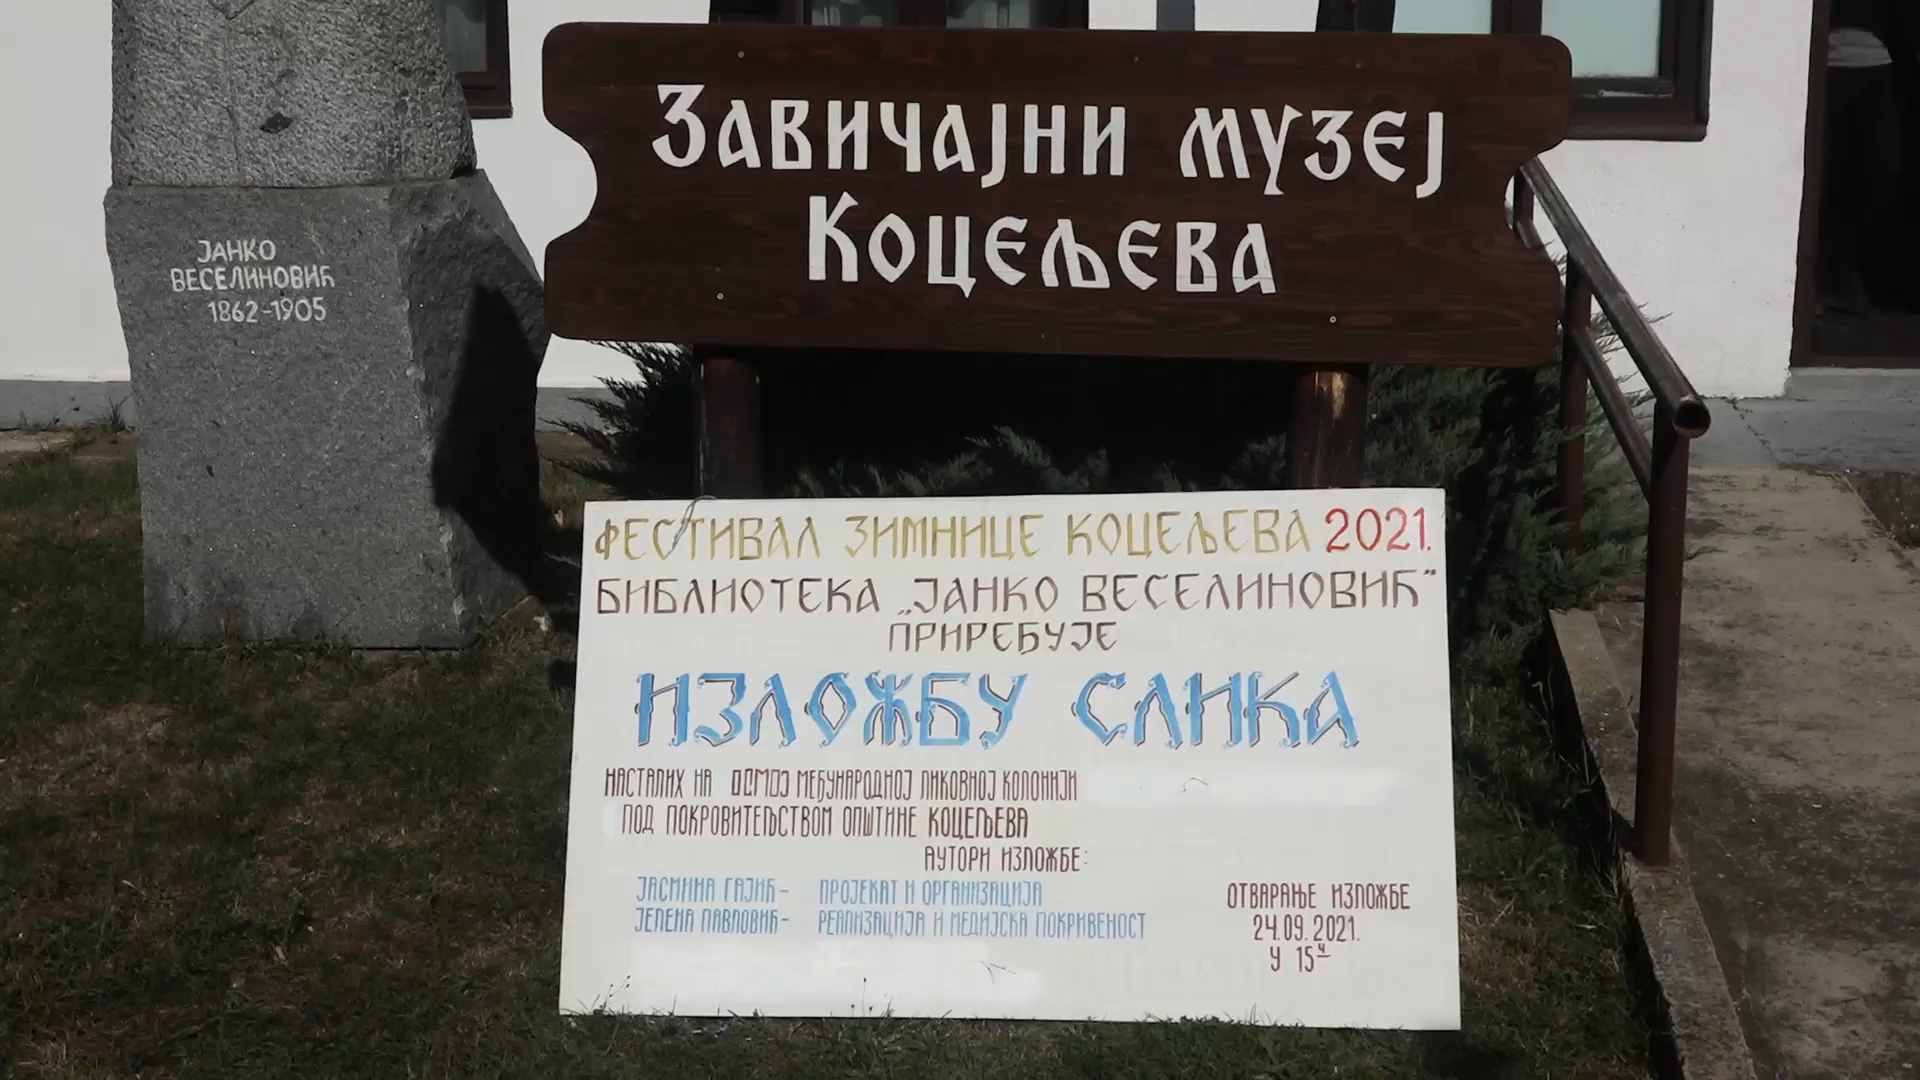 ЈАНКО
ВЕСЕЛИНОВИЋ
1862-1905
Завичајни музеј
Коцељева
ФЕСТИВАЛ ЗИМНИЦЕ КОЦЕЉЕВА 2021.
БИБЛИОТЕКА „ЈАНКО ВЕСЕЛИНОВИЋ"
ПРИРЕЂУЈЕ
ИЗЛОЖБУ СЛИКА
НАСТАЛИХ НА ОСМОЈ МЕЂУНАРОДНОЈ ЛИКОВНОЈ КОЛОНИЈИ
ПОД ПОКРОВИТЕЉСТВОМ ОПШТИНЕ КОЦЕЉЕВА
АУТОРИ ИЗЛОЖБЕ:
ЈАСМИНА ГАЈИЋ - ПРОЈЕКАТ И ОРГАНИЗАЦИЈА
ЈЕЛЕНА ПАВЛОВИЋ - РЕАЛИЗАЦИЈА И МЕДИЈСКА ПОКРИВЕНОСТ
ОТВАРАЊЕ ИЗЛОЖБЕ
24.09.2021.
У 15ч